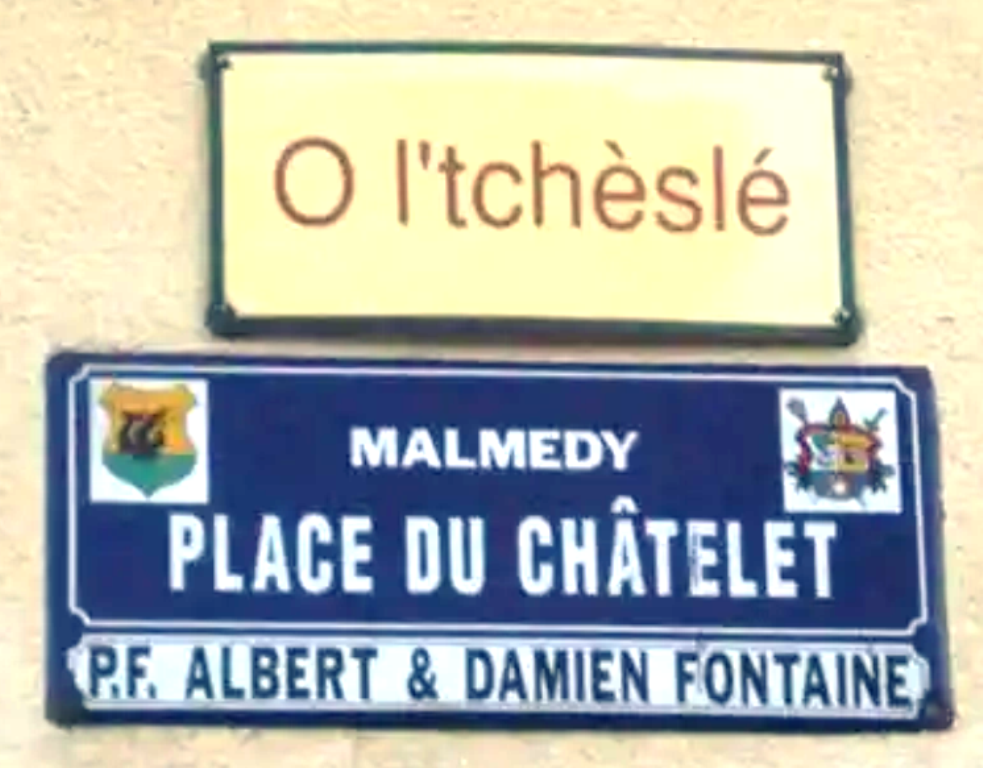 O l'tchèslé
MALMEDY
PLACE DU CHÂTELET
P.F. ALBERT & DAMIEN FONTAINE